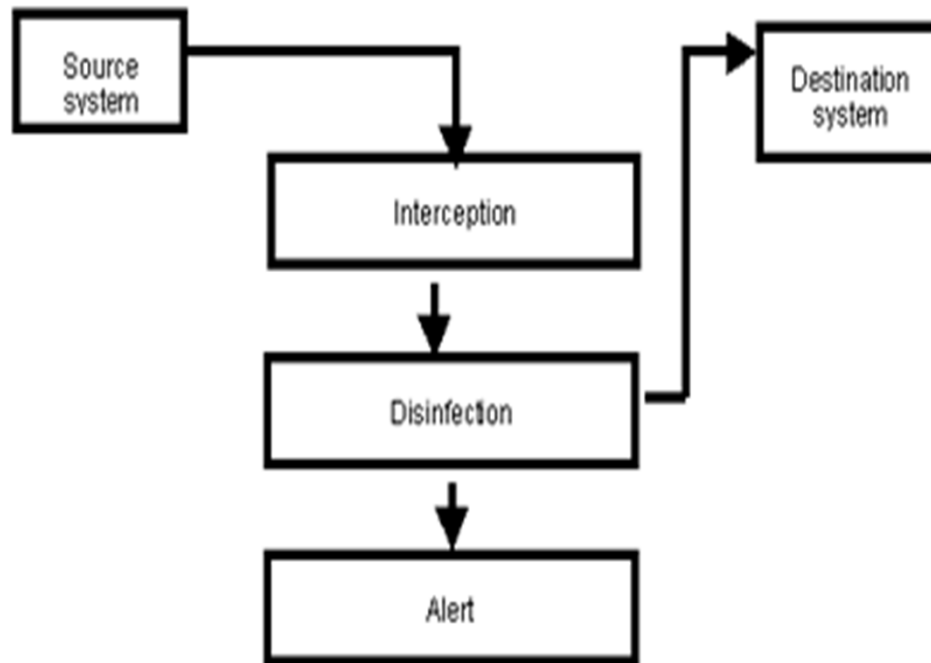 Source
system
Destination
system
Interception
Disinfection
Alert